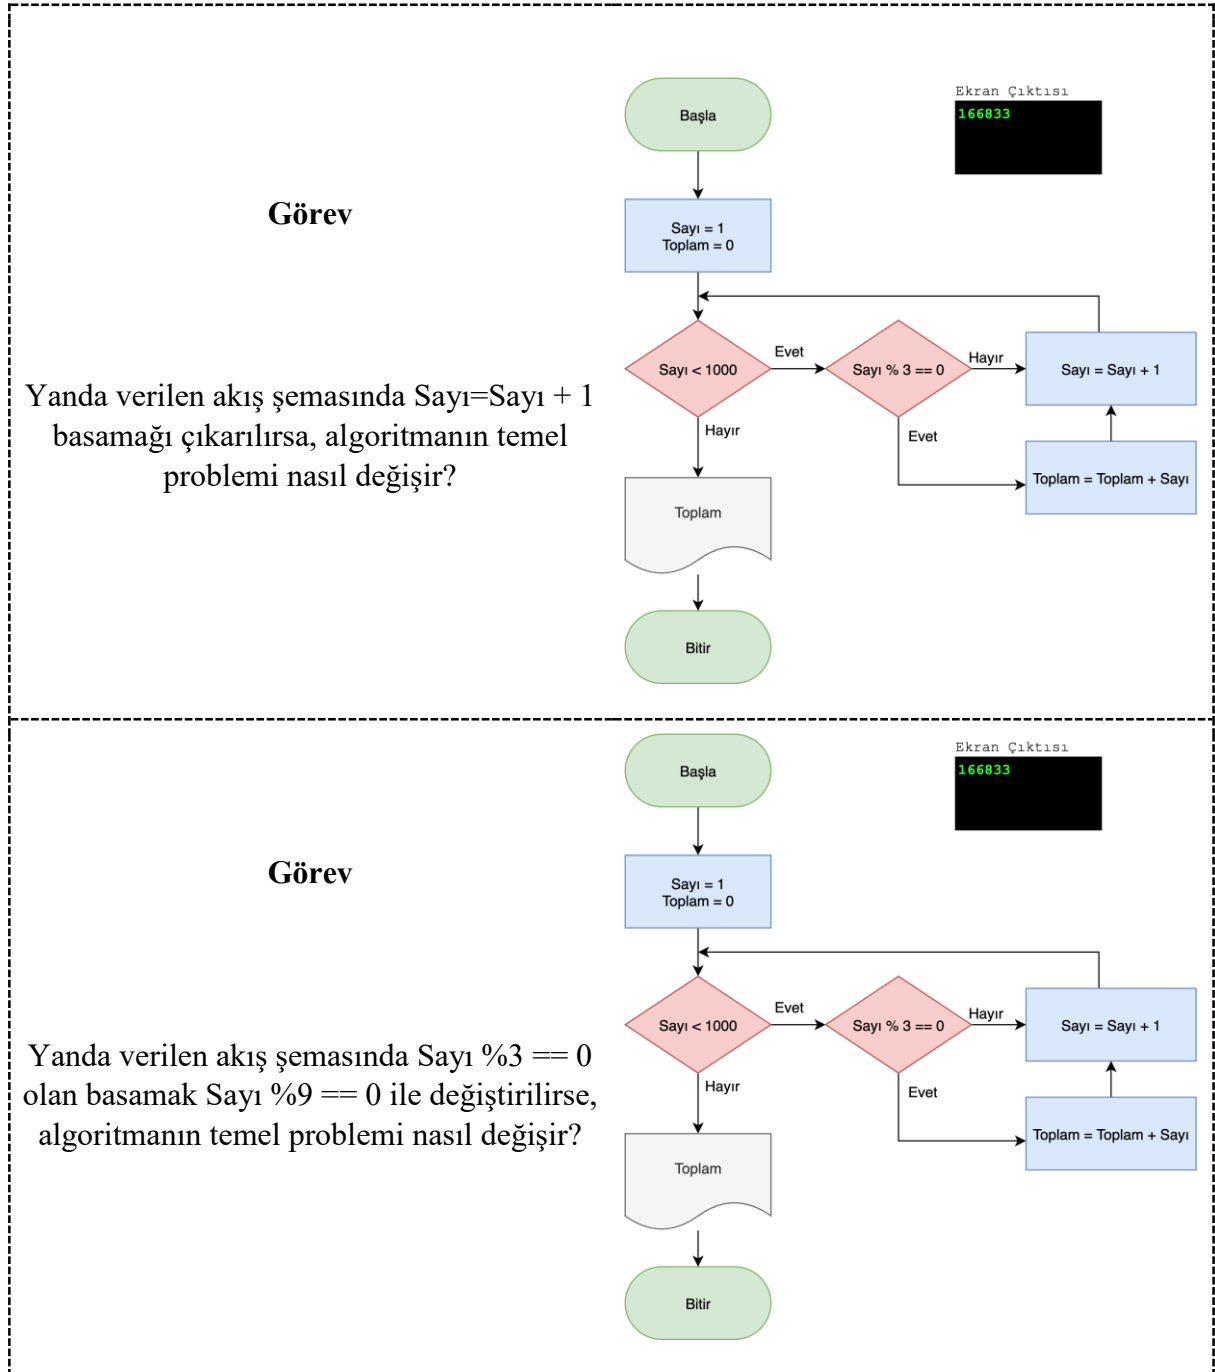 Görev
Yanda verilen akış şemasında Sayı=Sayı + 1
basamağı çıkarılırsa, algoritmanın temel
problemi nasıl değişir?
Ekran Çıktısı
166833
Başla
Sayı = 1
Toplam = 0
Sayı < 1000
Evet
Sayı % 3 == 0
Hayır
Sayı = Sayı + 1
Hayır
Evet
Toplam = Toplam + Sayı
Toplam
Bitir
Görev
Yanda verilen akış şemasında Sayı %3 == 0
olan basamak Sayı %9 == 0 ile değiştirilirse,
algoritmanın temel problemi nasıl değişir?
Ekran Çıktısı
166833
Başla
Sayı = 1
Toplam = 0
Sayı < 1000
Evet
Sayı % 3 == 0
Hayır
Sayı = Sayı + 1
Hayır
Evet
Toplam = Toplam + Sayı
Toplam
Bitir